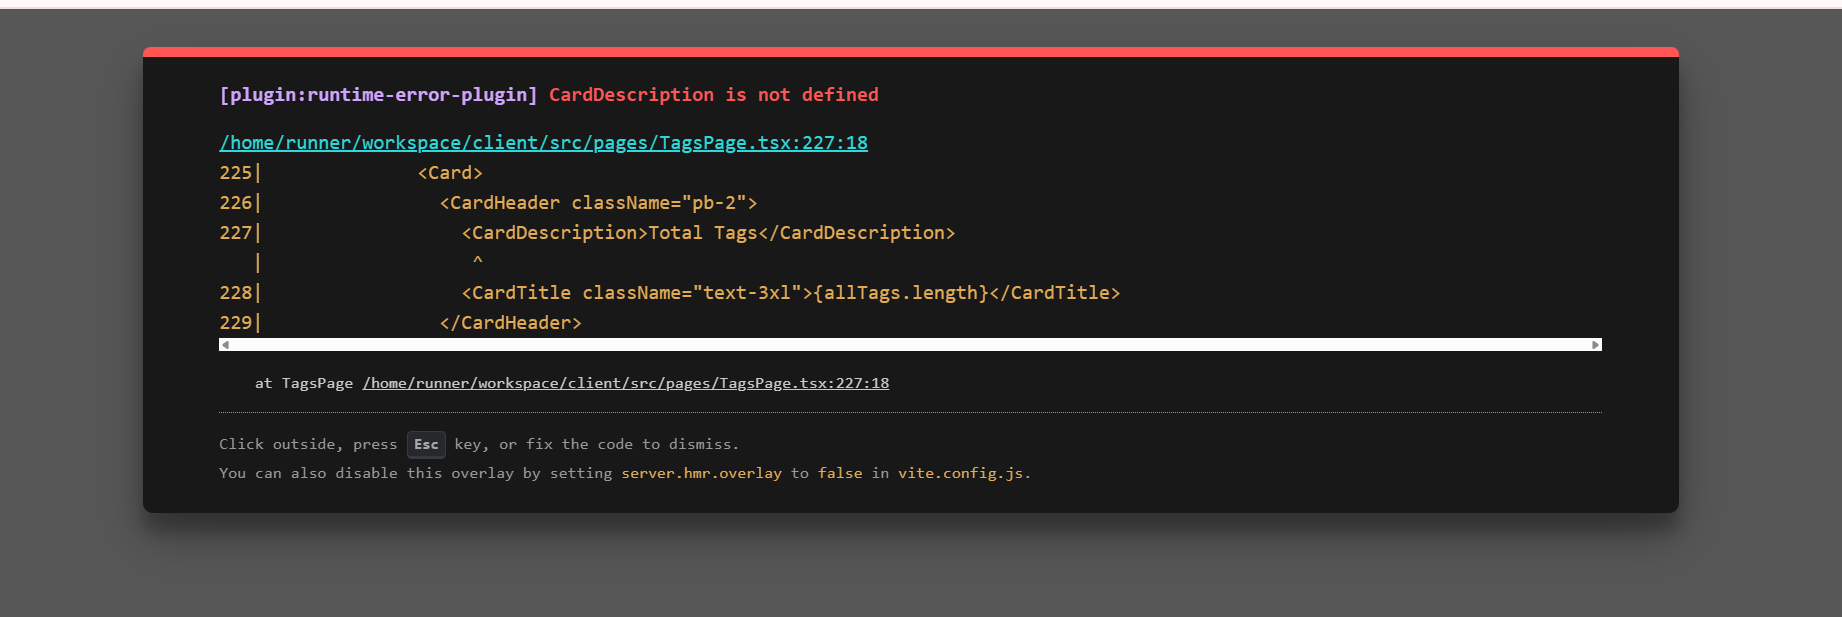 [plugin:runtime-error-plugin] CardDescription is not defined
/home/runner/workspace/client/src/pages/TagsPage.tsx:227:18
225|              <Card>
226|                <CardHeader className="pb-2">
227|                  <CardDescription>Total Tags</CardDescription>
   |                   ^
228|                  <CardTitle className="text-3xl">{allTags.length}</CardTitle>
229|                </CardHeader>
at TagsPage /home/runner/workspace/client/src/pages/TagsPage.tsx:227:18
Click outside, press Esc key, or fix the code to dismiss.
You can also disable this overlay by setting server.hmr.overlay to false in vite.config.js.